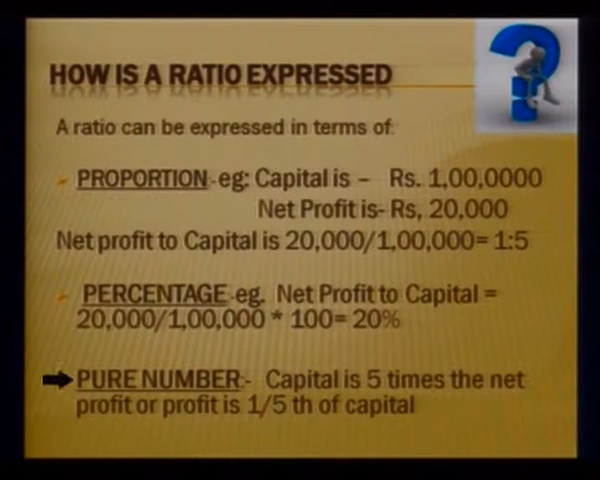 HOW IS A RATIO EXPRESSED
A ratio can be expressed in terms of:
PROPORTION-eg: Capital is – Rs. 1,00,0000
Net Profit is- Rs, 20,000
Net profit to Capital is 20,000/1,00,000= 1:5
PERCENTAGE-eg. Net Profit to Capital =
20,000/1,00,000 * 100= 20%
PURE NUMBER:- Capital is 5 times the net
profit or profit is 1/5 th of capital